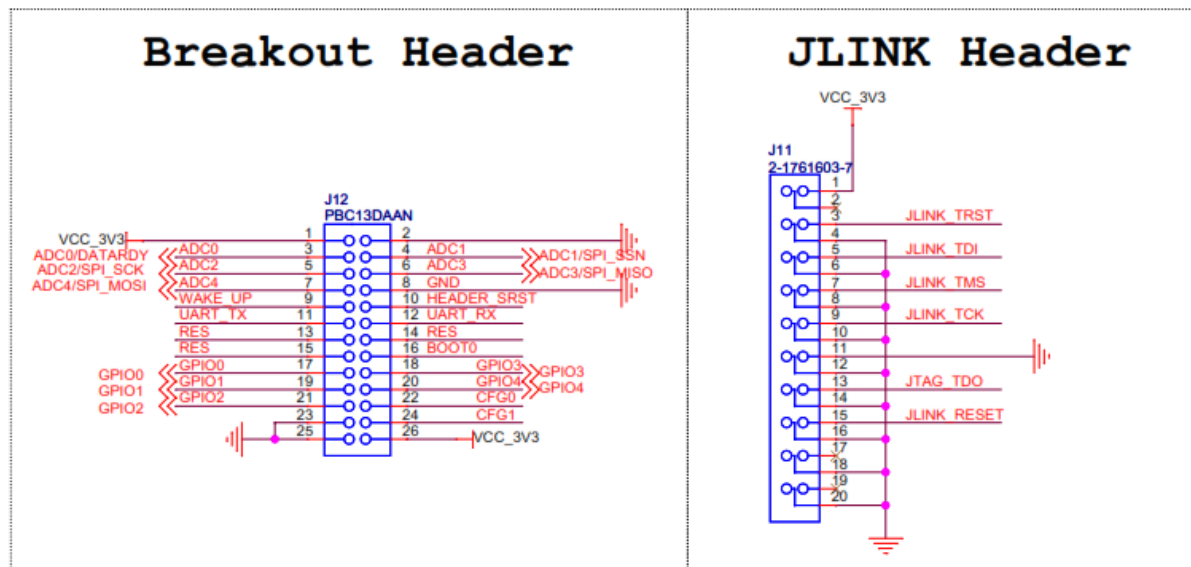 Breakout Header
J12
PBC13DAAN
VCC_3V3 1 2
ADC0/DATARDY ADC0 3 4 ADC1 ADC1/SPI_SSN
ADC2/SPI_SCK ADC2 5 6 ADC3 ADC3/SPI_MISO
ADC4/SPI_MOSI ADC4 7 8 GND
WAKE_UP 9 10 HEADER_SRST
UART_TX 11 12 UART_RX
RES 13 14 RES
RES 15 16 BOOT0
GPIO0 GPIO0 17 18 GPIO3 GPIO3
GPIO1 GPIO1 19 20 GPIO4 GPIO4
GPIO2 GPIO2 21 22 CFG0
23 24 CFG1
25 26 VCC_3V3
JLINK Header
VCC_3V3
J11
2-1761603-7
1
2
3 JLINK_TRST
4
5 JLINK_TDI
6
7 JLINK_TMS
8
9 JLINK_TCK
10
11
12
13 JTAG_TDO
14
15 JLINK_RESET
16
17
18
19
20